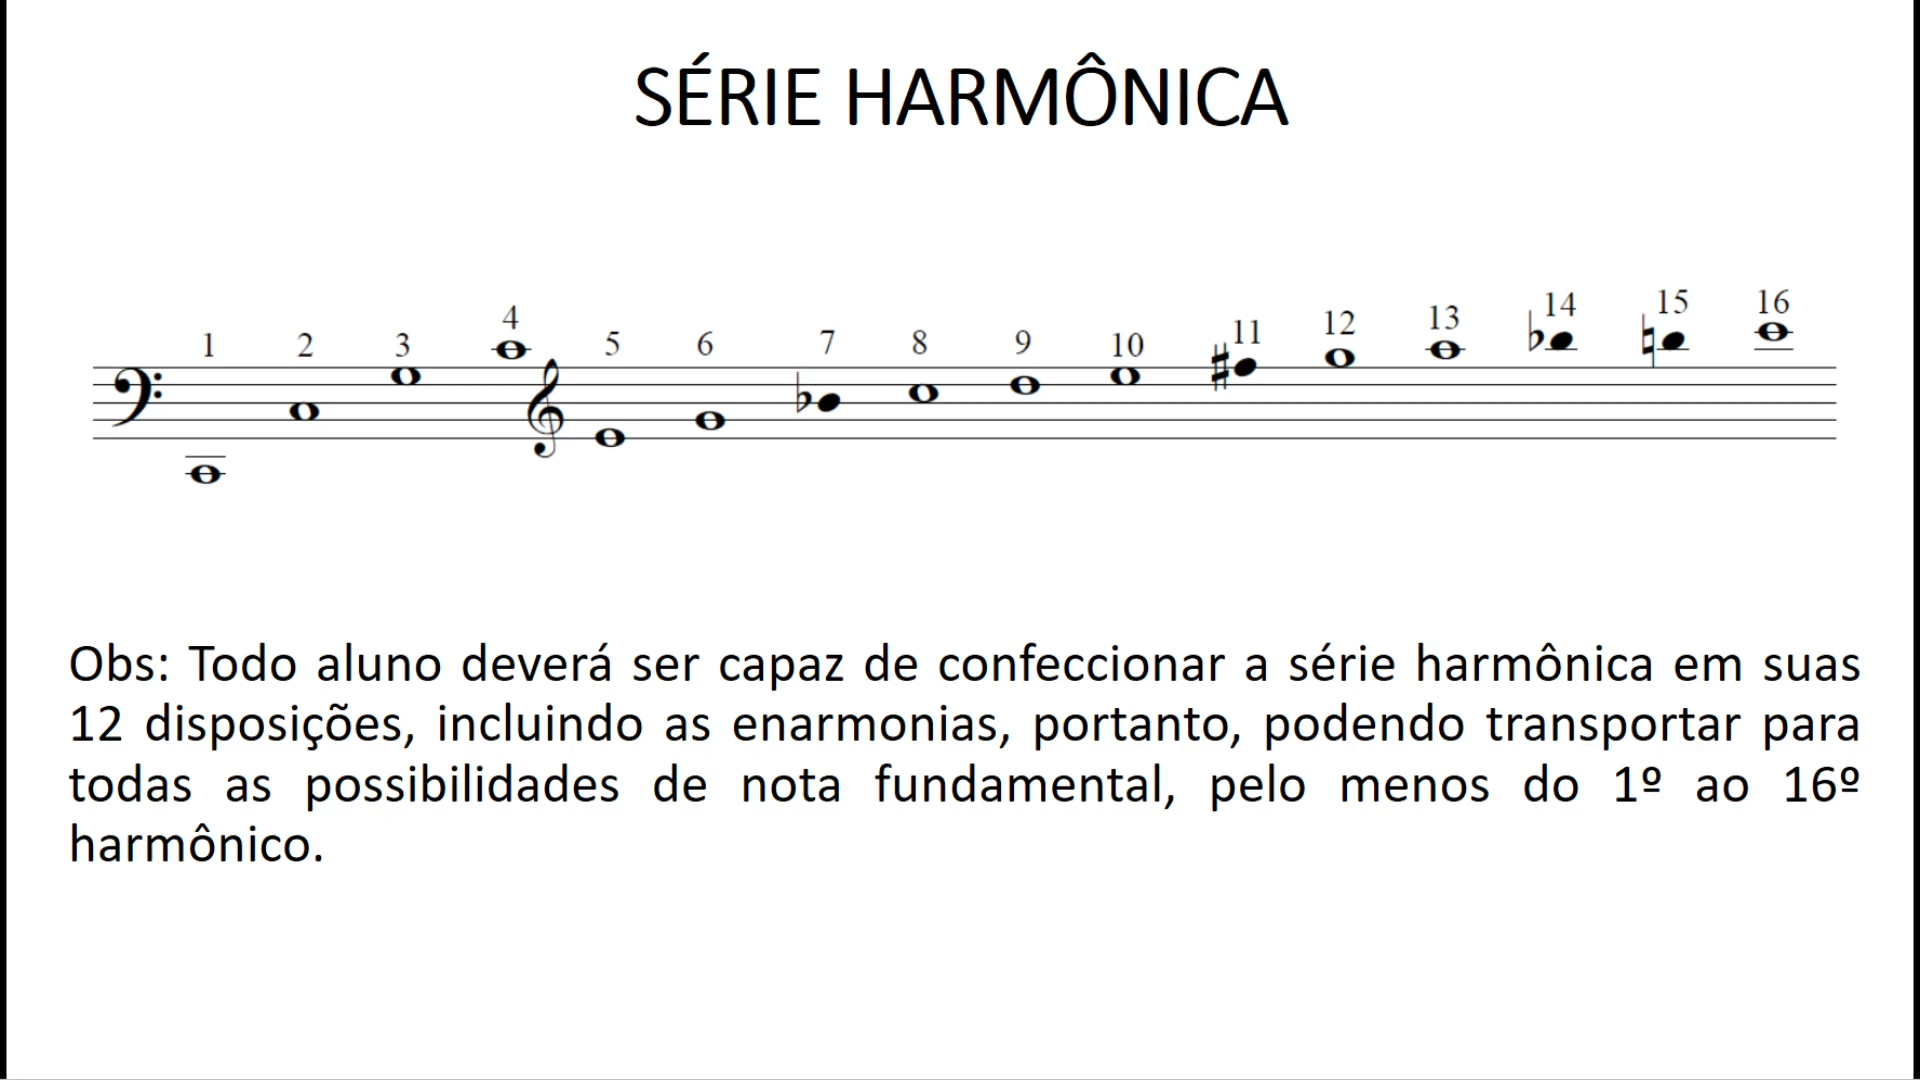 SÉRIE HARMÔNICA
1 2 3 4 5 6 7 8 9 10 11 12 13 14 15 16
Obs: Todo aluno deverá ser capaz de confeccionar a série harmônica em suas
12 disposições, incluindo as enarmonias, portanto, podendo transportar para
todas as possibilidades de nota fundamental, pelo menos do 1º ao 16º
harmônico.